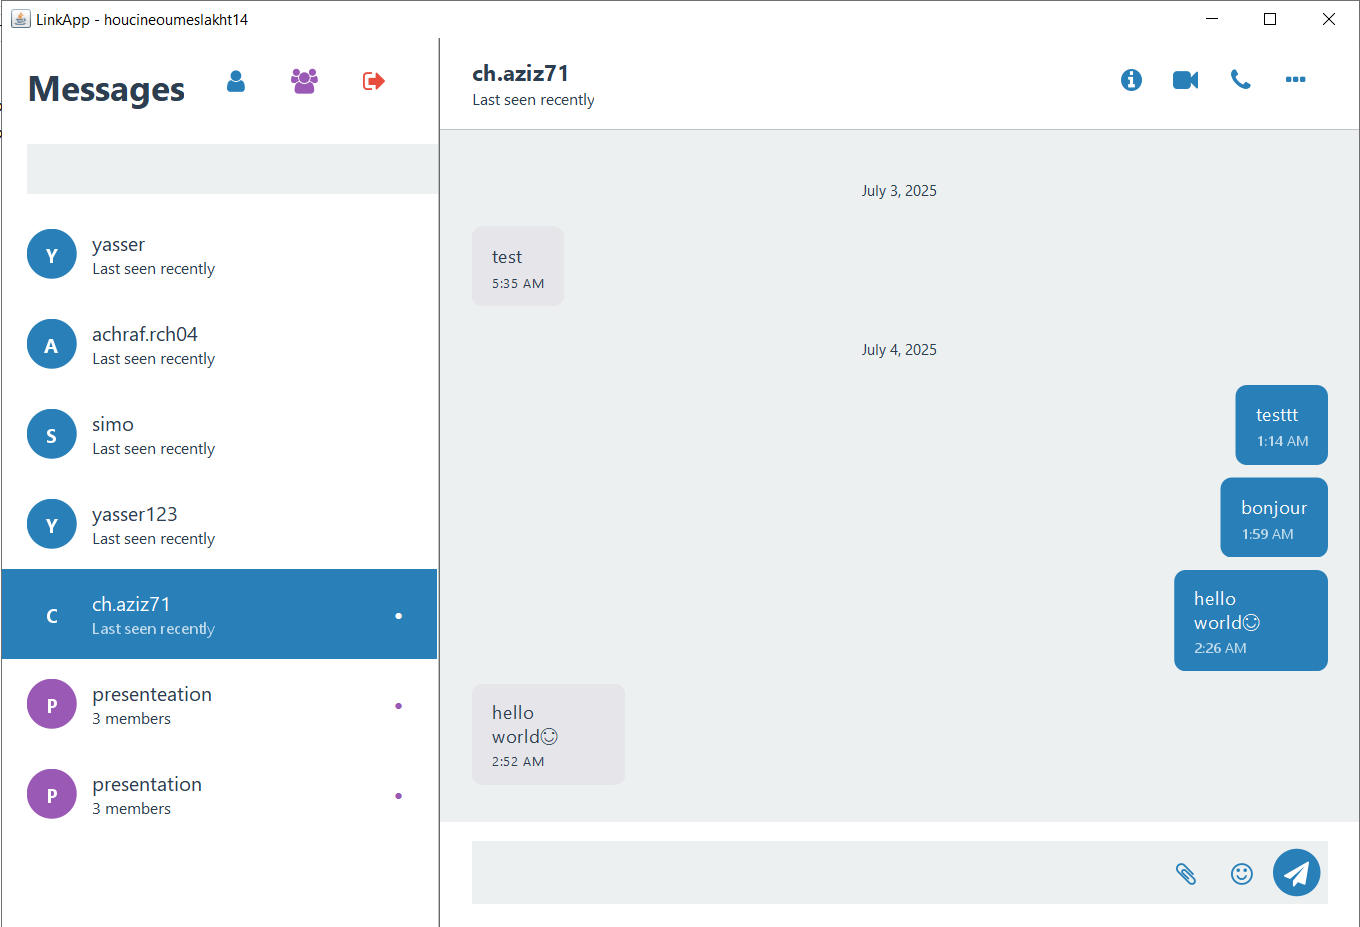 LinkApp - houcineoumeslakht14
Messages
Y
yasser
Last seen recently
A
achraf.rch04
Last seen recently
S
simo
Last seen recently
Y
yasser123
Last seen recently
C
ch.aziz71
Last seen recently
P
presenteation
3 members
P
presentation
3 members
ch.aziz71
Last seen recently
July 3, 2025
test
5:35 AM
July 4, 2025
testtt
1:14 AM
bonjour
1:59 AM
hello
world☺
2:26 AM
hello
world☺
2:52 AM